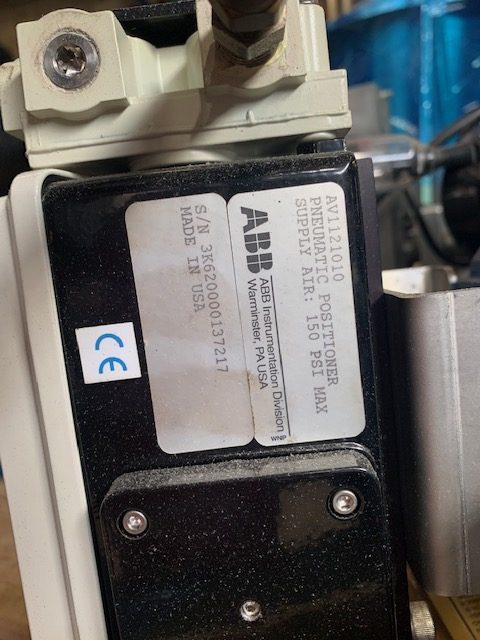 AV1121010
PNEUMATIC POSITIONER
SUPPLY AIR: 150 PSI MAX
ABB
ABB Instrumentation Division
Warminster, PA USA
WNP
S/N 3K620000137217
MADE IN USA
CE